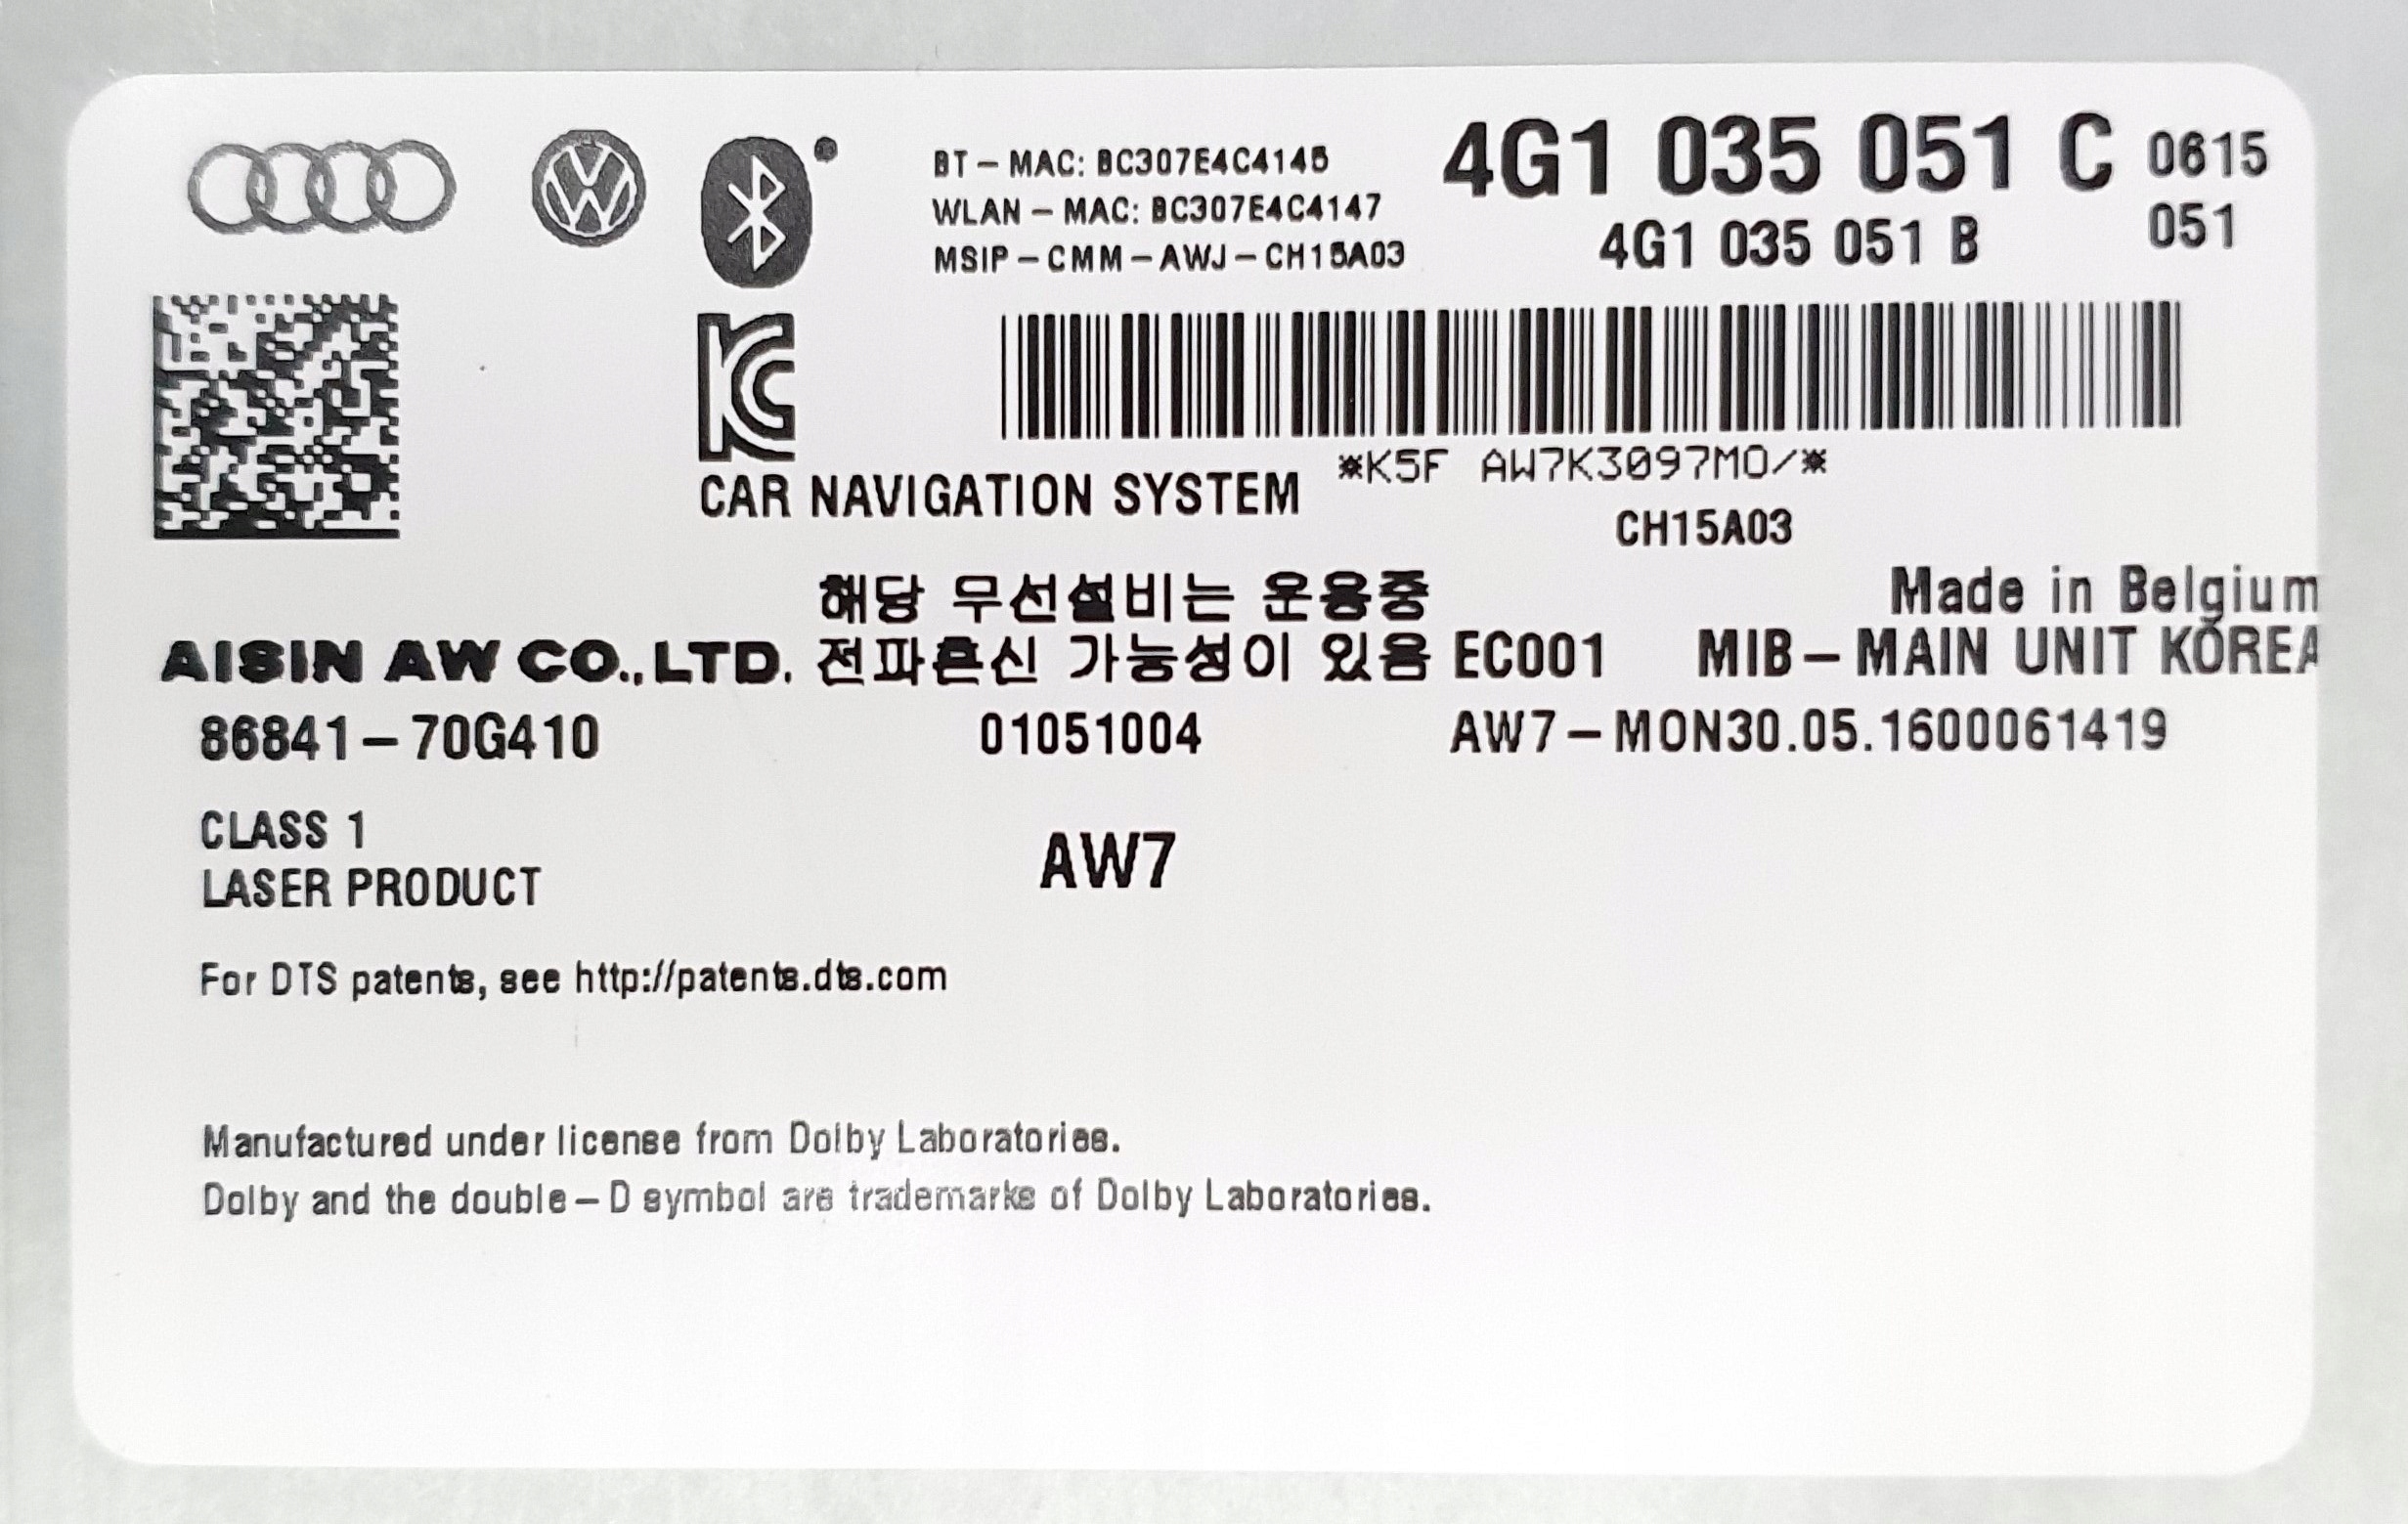 BT-MAC: BC307E4C4145
4G1 035 051 C 0615
WLAN-MAC: BC307E4C4147
4G1 035 051 B 051
MSIP-CMM-AWJ-CH15A03
*K5F AW7K3097MO/*
CAR NAVIGATION SYSTEM
CH15A03
해당 무선설비는 운용중
Made in Belgium
AISIN AW CO.,LTD. 전파혼신 가능성이 있음 EC001 MIB-MAIN UNIT KOREA
86841-70G410 01051004 AW7-MON30.05.1600061419
CLASS 1
LASER PRODUCT
AW7
For DTS patents, see http://patents.dts.com
Manufactured under license from Dolby Laboratories.
Dolby and the double-D symbol are trademarks of Dolby Laboratories.